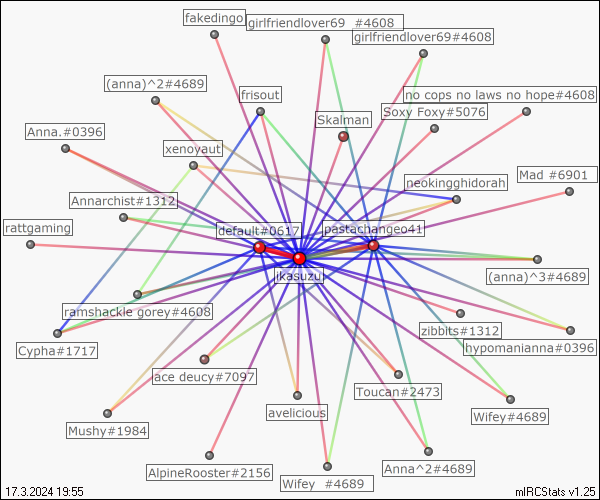 fakedingo
girlfriendlover69 #4608
girlfriendlover69#4608
(anna)^2#4689
frisout
no cops no laws no hope#4608
Soxy Foxy#5076
Skalman
Anna.#0396
xenoyaut
Mad #6901
neokingghidorah
Annarchist#1312
rattgaming
default#0617
pastachangeo41
ikasuzu
(anna)^3#4689
ramshackle gorey#4608
zibbits#1312
Cypha#1717
hypomanianna#0396
ace deucy#7097
Toucan#2473
avelicious
Wifey#4689
Mushy#1984
AlpineRooster#2156
Anna^2#4689
Wifey #4689
17.3.2024 19:55
mIRCStats v1.25